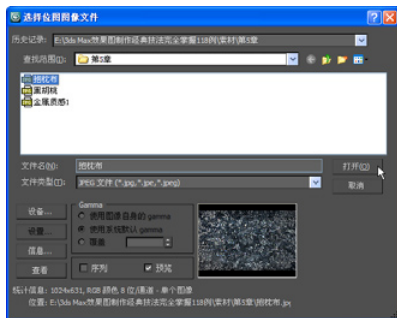 选择位图图像文件
历史记录: E:\3ds Max效果图制作经典技法完全掌握118例\素材\第5章
查找范围(I): 第5章
抱枕布
黑胡桃
金属质感1
文件名(N): 抱枕布 打开(O)
文件类型(T): JPEG 文件 (*.jpg,*.jpe,*.jpeg) 取消
Gamma
设备... 使用图像自身的 gamma
设置... 使用系统默认 gamma
覆盖
信息...
查看 序列 预览
统计信息: 1024x631, RGB 颜色 8 位/通道 - 单个图像
位置: E:\3ds Max效果图制作经典技法完全掌握118例\素材\第5章\抱枕布.jpg